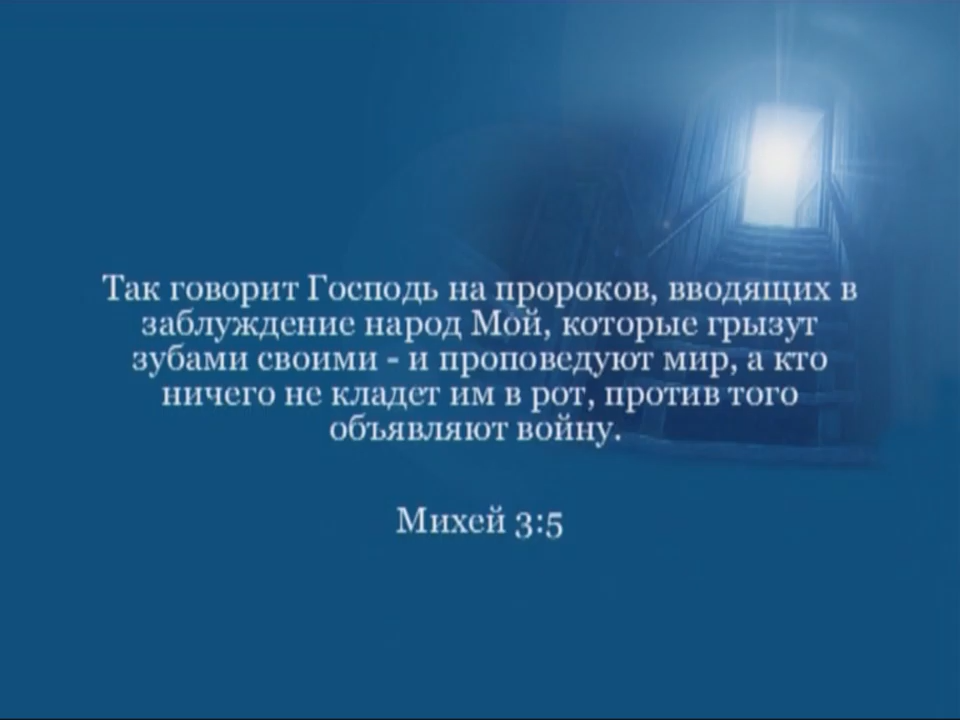 Так говорит Господь на пророков, вводящих в
заблуждение народ Мой, которые грызут
зубами своими - и проповедуют мир, а кто
ничего не кладет им в рот, против того
объявляют войну.
Михей 3:5